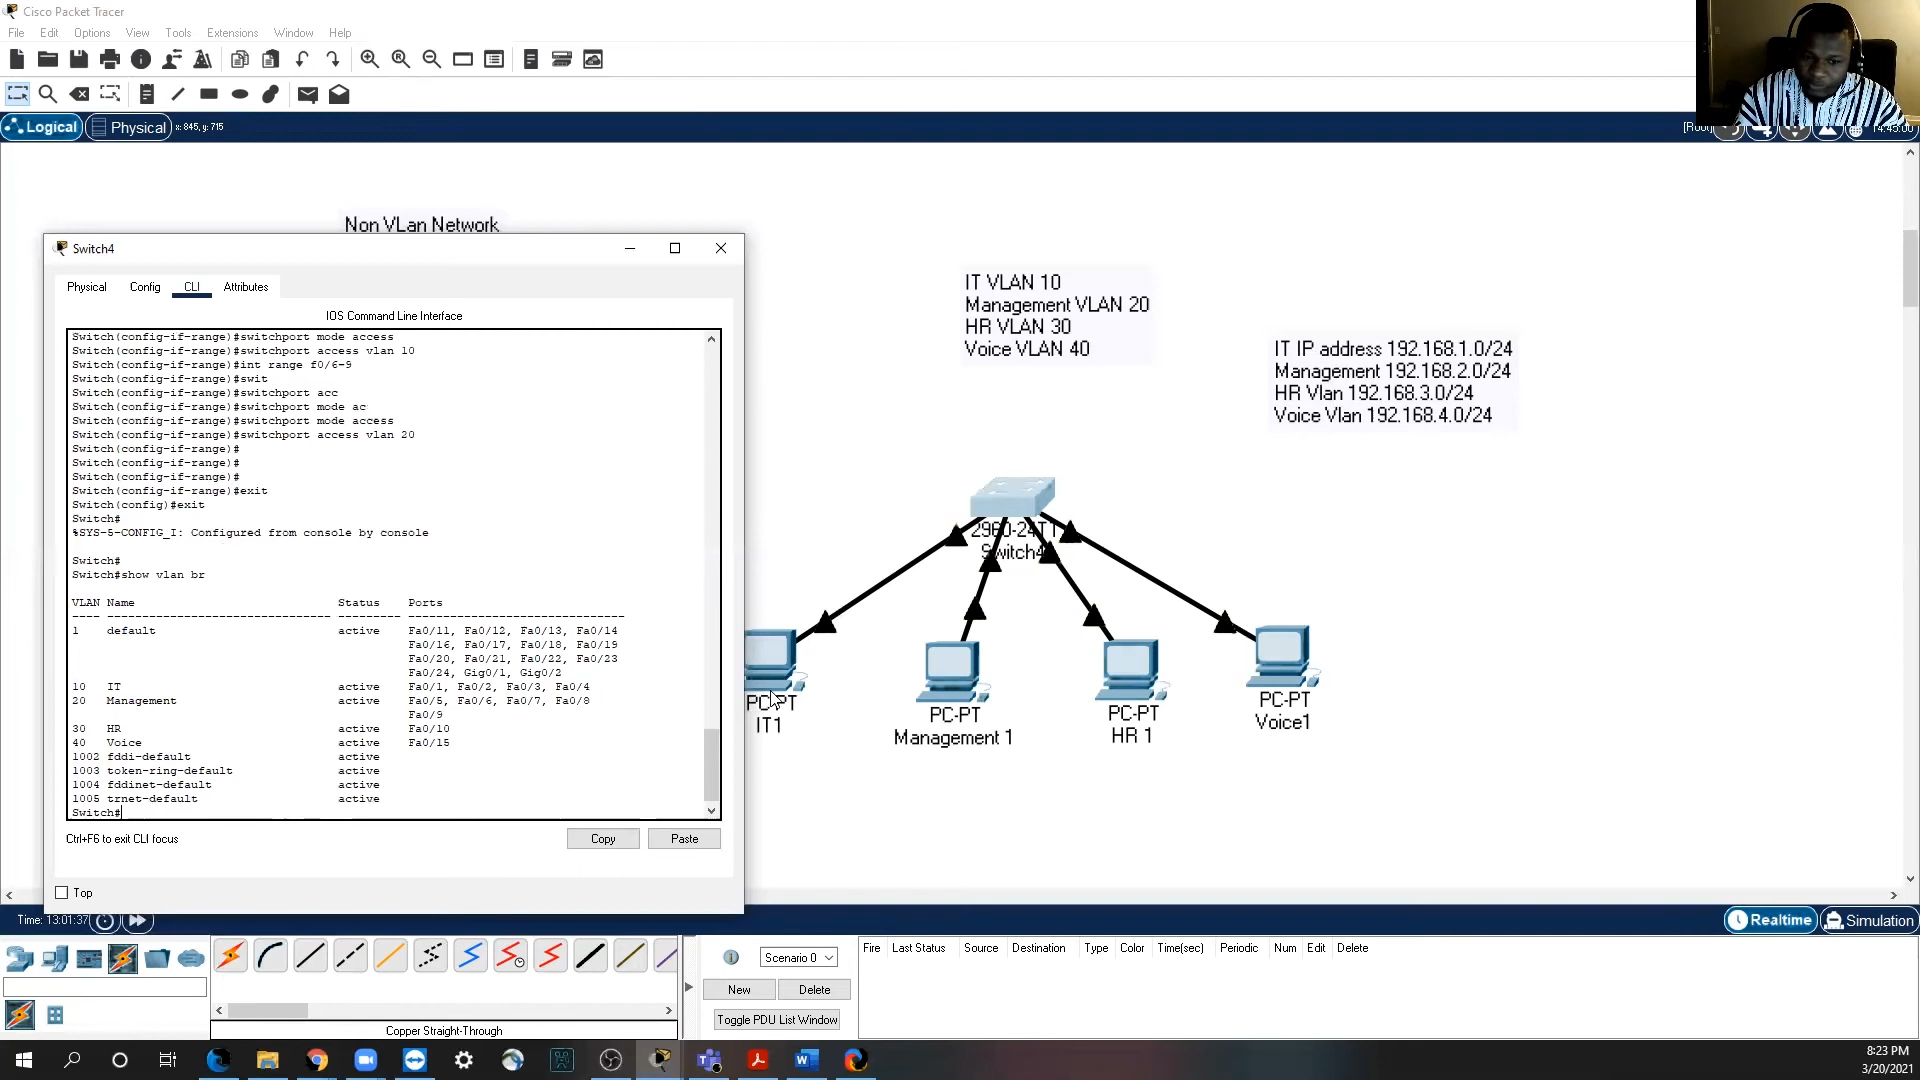 Cisco Packet Tracer
File Edit Options View Tools Extensions Window Help
Logical Physical x: 845, y: 715
[Root]
14:45:00
Non VLan Network
Switch4
Physical Config CLI Attributes
IOS Command Line Interface
Switch(config-if-range)#switchport mode access
Switch(config-if-range)#switchport access vlan 10
Switch(config-if-range)#int range f0/6-9
Switch(config-if-range)#swit
Switch(config-if-range)#switchport acc
Switch(config-if-range)#switchport mode ac
Switch(config-if-range)#switchport mode access
Switch(config-if-range)#switchport access vlan 20
Switch(config-if-range)#
Switch(config-if-range)#
Switch(config-if-range)#
Switch(config-if-range)#exit
Switch(config)#exit
Switch#
%SYS-5-CONFIG_I: Configured from console by console
Switch#
Switch#show vlan br
VLAN Name Status Ports
---- -------------------------------- --------- -------------------------------
1 default active Fa0/11, Fa0/12, Fa0/13, Fa0/14
Fa0/16, Fa0/17, Fa0/18, Fa0/19
Fa0/20, Fa0/21, Fa0/22, Fa0/23
Fa0/24, Gig0/1, Gig0/2
10 IT active Fa0/1, Fa0/2, Fa0/3, Fa0/4
20 Management active Fa0/5, Fa0/6, Fa0/7, Fa0/8
Fa0/9
30 HR active Fa0/10
40 Voice active Fa0/15
1002 fddi-default active
1003 token-ring-default active
1004 fddinet-default active
1005 trnet-default active
Switch#
Ctrl+F6 to exit CLI focus
Copy Paste
Top
IT VLAN 10
Management VLAN 20
HR VLAN 30
Voice VLAN 40
IT IP address 192.168.1.0/24
Management 192.168.2.0/24
HR Vlan 192.168.3.0/24
Voice Vlan 192.168.4.0/24
2960-24TT
Switch4
PC-PT
IT1
PC-PT
Management 1
PC-PT
HR 1
PC-PT
Voice1
Time: 13:01:37
Realtime Simulation
Scenario 0
New Delete
Toggle PDU List Window
Fire Last Status Source Destination Type Color Time(sec) Periodic Num Edit Delete
Copper Straight-Through
8:23 PM
3/20/2021